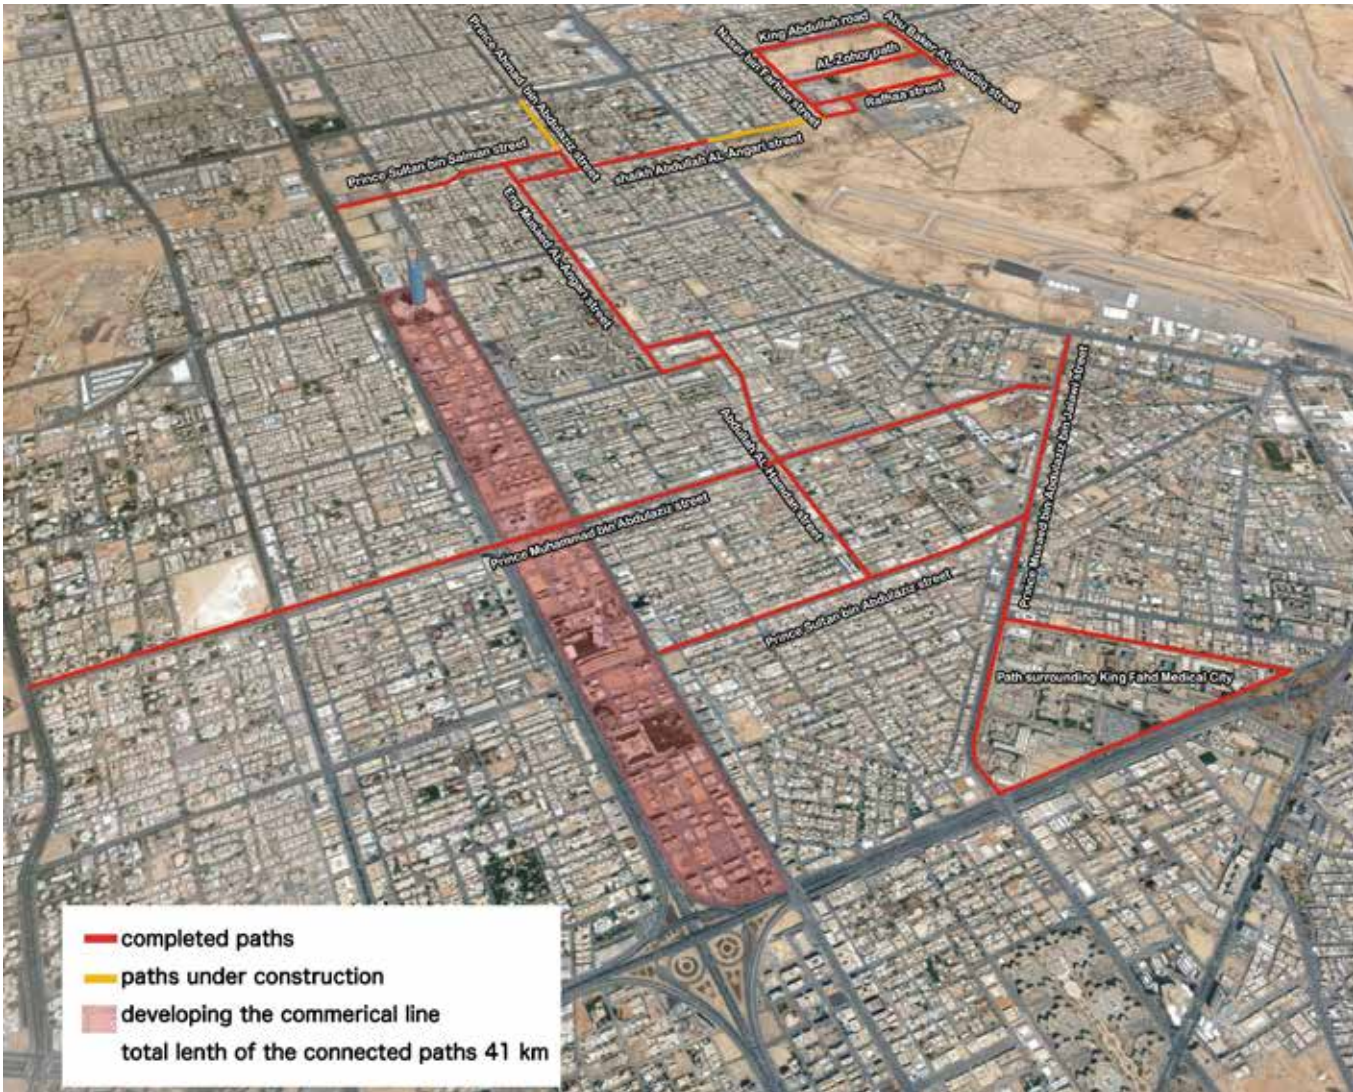 King Abdullah road
Abu Baker AL-Seddiq street
Prince Ahmad bin Abdulaziz street
Naser bin Farhan street
AL-Zohor path
Rafhaa street
shaikh Abdullah AL-Angari street
Prince Sultan bin Salman street
Eng Musaed AL-Angari street
Prince Musaed bin Abdulaziz bin Jalawi street
Abdullah AL-Hamdan street
Prince Muhammad bin Abdulaziz street
Prince Sultan bin Abdulaziz street
Path surrounding King Fahd Medical City
completed paths
paths under construction
developing the commerical line
total lenth of the connected paths 41 km